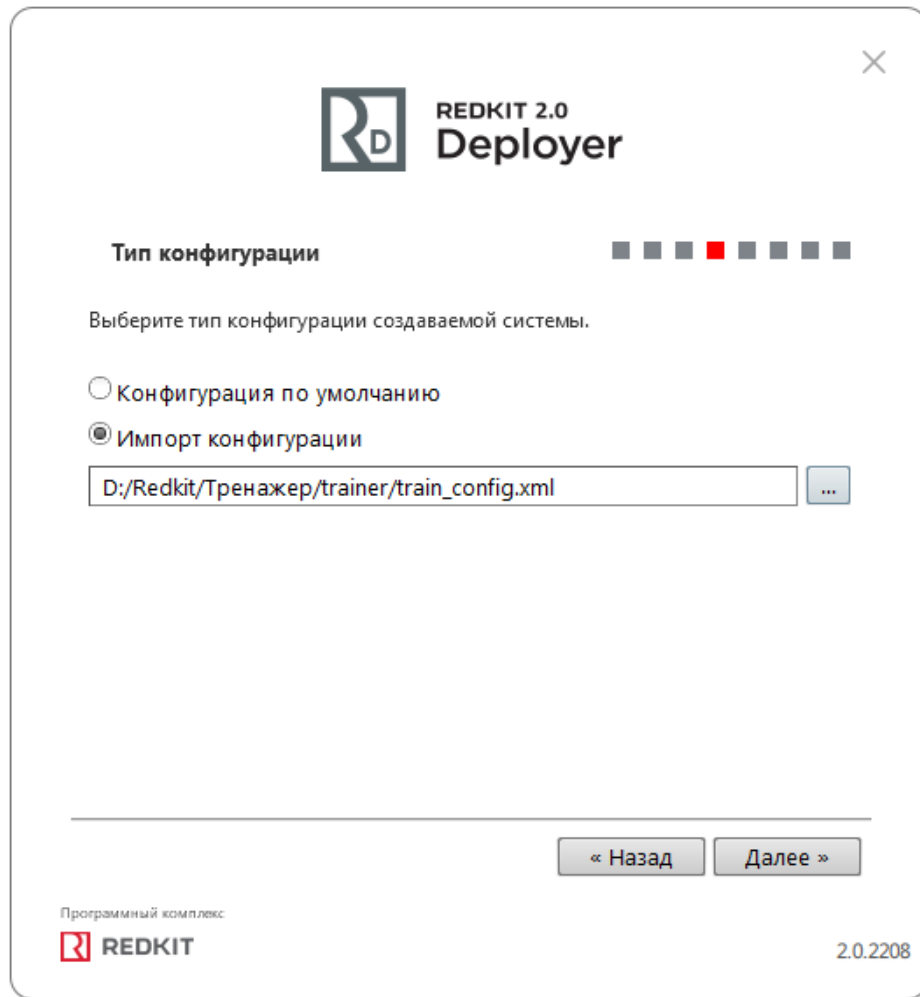 REDKIT 2.0
Deployer
Тип конфигурации
Выберите тип конфигурации создаваемой системы.
Конфигурация по умолчанию
Импорт конфигурации
D:/Redkit/Тренажер/trainer/train_config.xml
...
« Назад
Далее »
Программный комплекс
REDKIT
2.0.2208